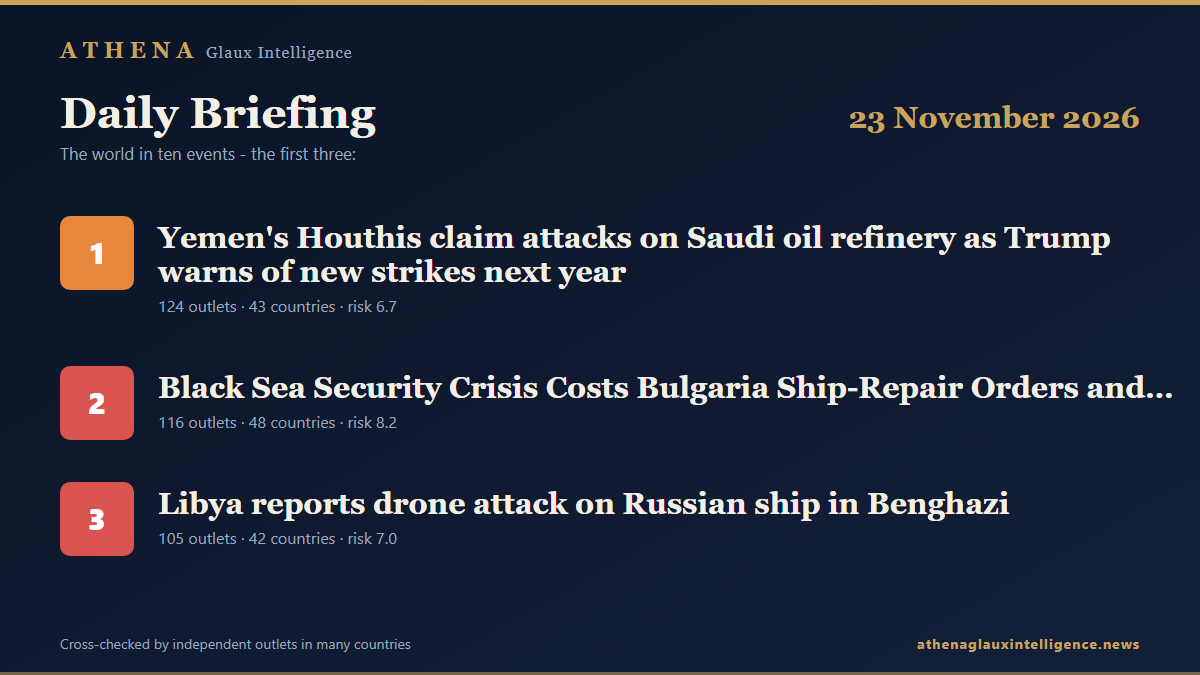 ATHENA Glaux Intelligence
Daily Briefing
23 November 2026
The world in ten events - the first three:
1
Yemen's Houthis claim attacks on Saudi oil refinery as Trump
warns of new strikes next year
124 outlets · 43 countries · risk 6.7
2
Black Sea Security Crisis Costs Bulgaria Ship-Repair Orders and...
116 outlets · 48 countries · risk 8.2
3
Libya reports drone attack on Russian ship in Benghazi
105 outlets · 42 countries · risk 7.0
Cross-checked by independent outlets in many countries
athenaglauxintelligence.news